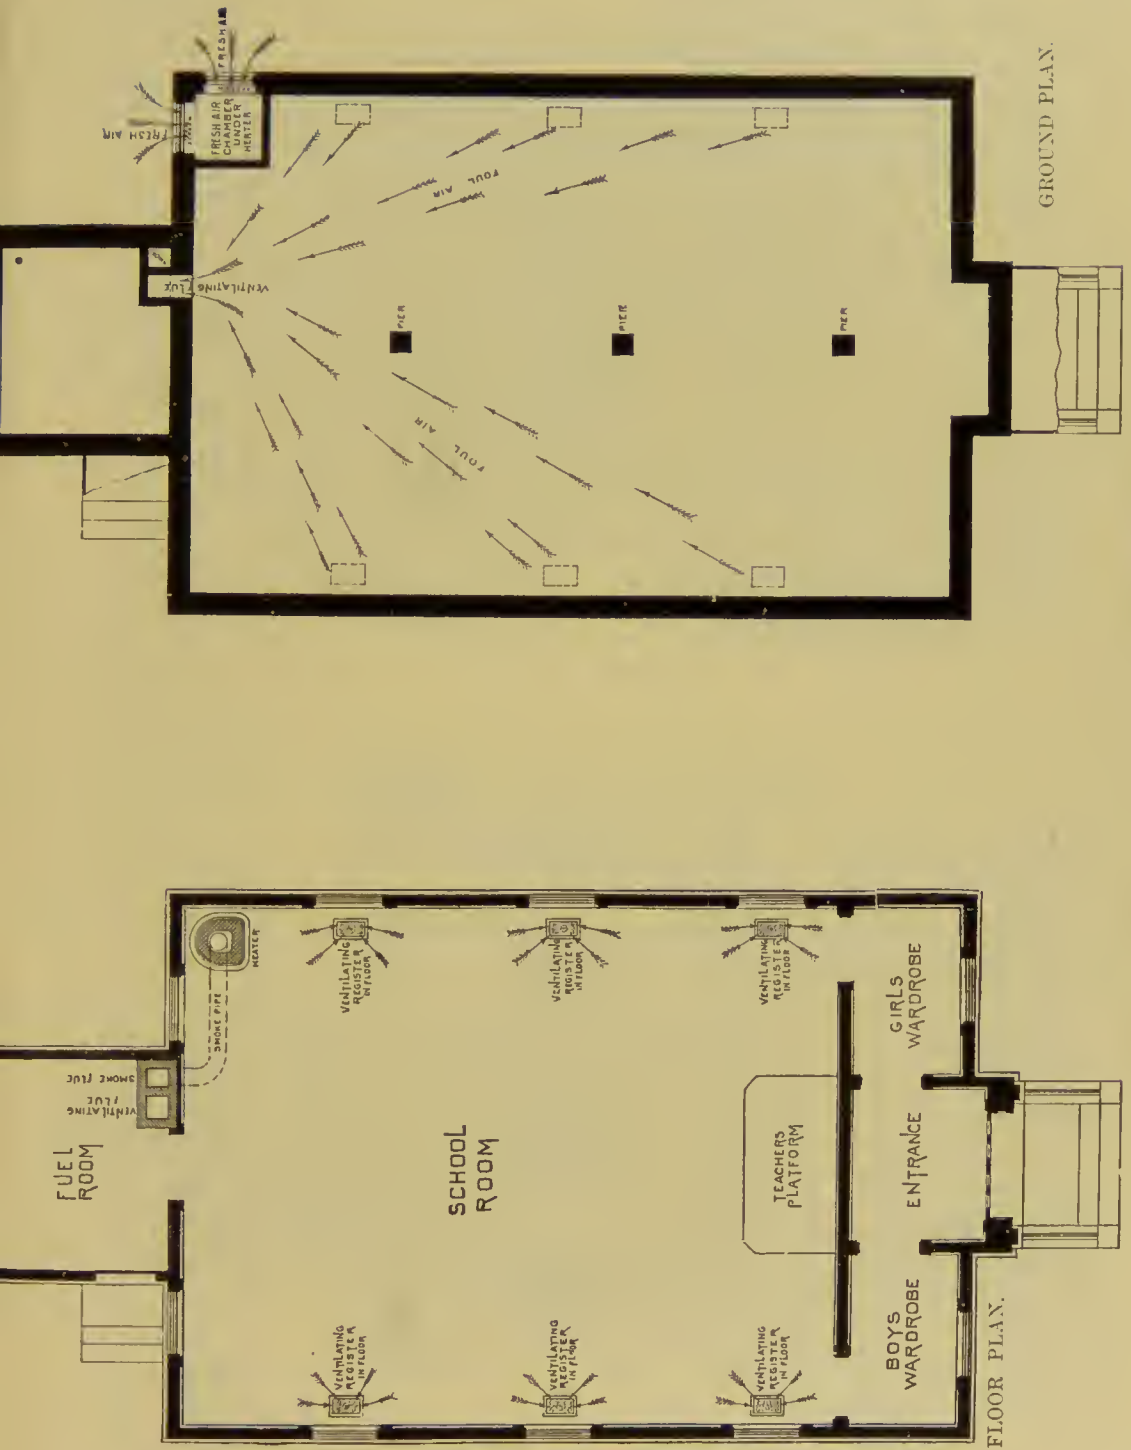 GROUND PLAN.
FRESH AIR
FRESH AIR
FRESH AIR
CHAMBER
UNDER
HEATER
VENTILATING FLUE
FOUL AIR
FOUL AIR
PIER
PIER
PIER
FLOOR PLAN.
FUEL
ROOM
VENTILATING
FLUE
SMOKE FLUE
SMOKE PIPE
HEATER
VENTILATING
REGISTER
IN FLOOR
VENTILATING
REGISTER
IN FLOOR
VENTILATING
REGISTER
IN FLOOR
SCHOOL
ROOM
VENTILATING
REGISTER
IN FLOOR
VENTILATING
REGISTER
IN FLOOR
VENTILATING
REGISTER
IN FLOOR
TEACHERS
PLATFORM
BOYS
WARDROBE
ENTRANCE
GIRLS
WARDROBE